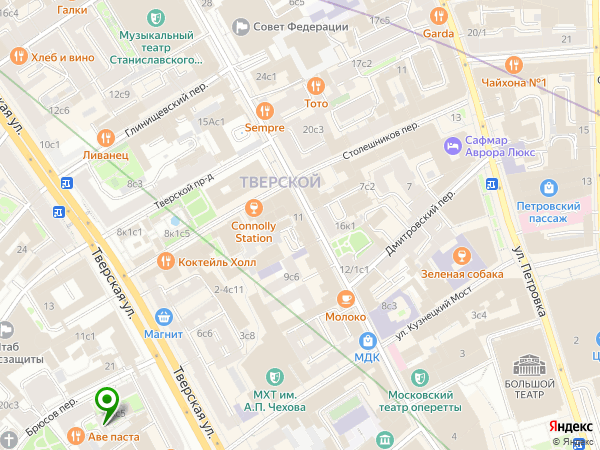 Галки
Музыкальный
театр
Станиславского...
Совет Федерации
Garda
20/1
Хлеб и вино
21
24с1
11
Чайхона №1
12с6
12с9
Тото
Глинищевский пер.
15Ас1
Sempre
20с3
Столешников пер.
10с1
Ливанец
Сафмар
Аврора Люкс
8с3
ТВЕРСКОЙ
7с2
Петровский
пассаж
Тверской пр-д
Connolly
Station
11
16к1
Дмитровский пер.
8к1с1
8к1с5
Коктейль Холл
12/1с1
Зеленая собака
ул. Петровка
24
9с6
2-4с11
Тверская ул.
Молоко
8с3
ул. Кузнецкий Мост
3с4
Магнит
6с6
3с8
11с1
МДК
7
21
МХТ им.
А.П. Чехова
Московский
театр оперетты
БОЛЬШОЙ
ТЕАТР
Тверская ул.
20с3
Брюсов пер.
Аве паста
Яндекс
© Яндекс